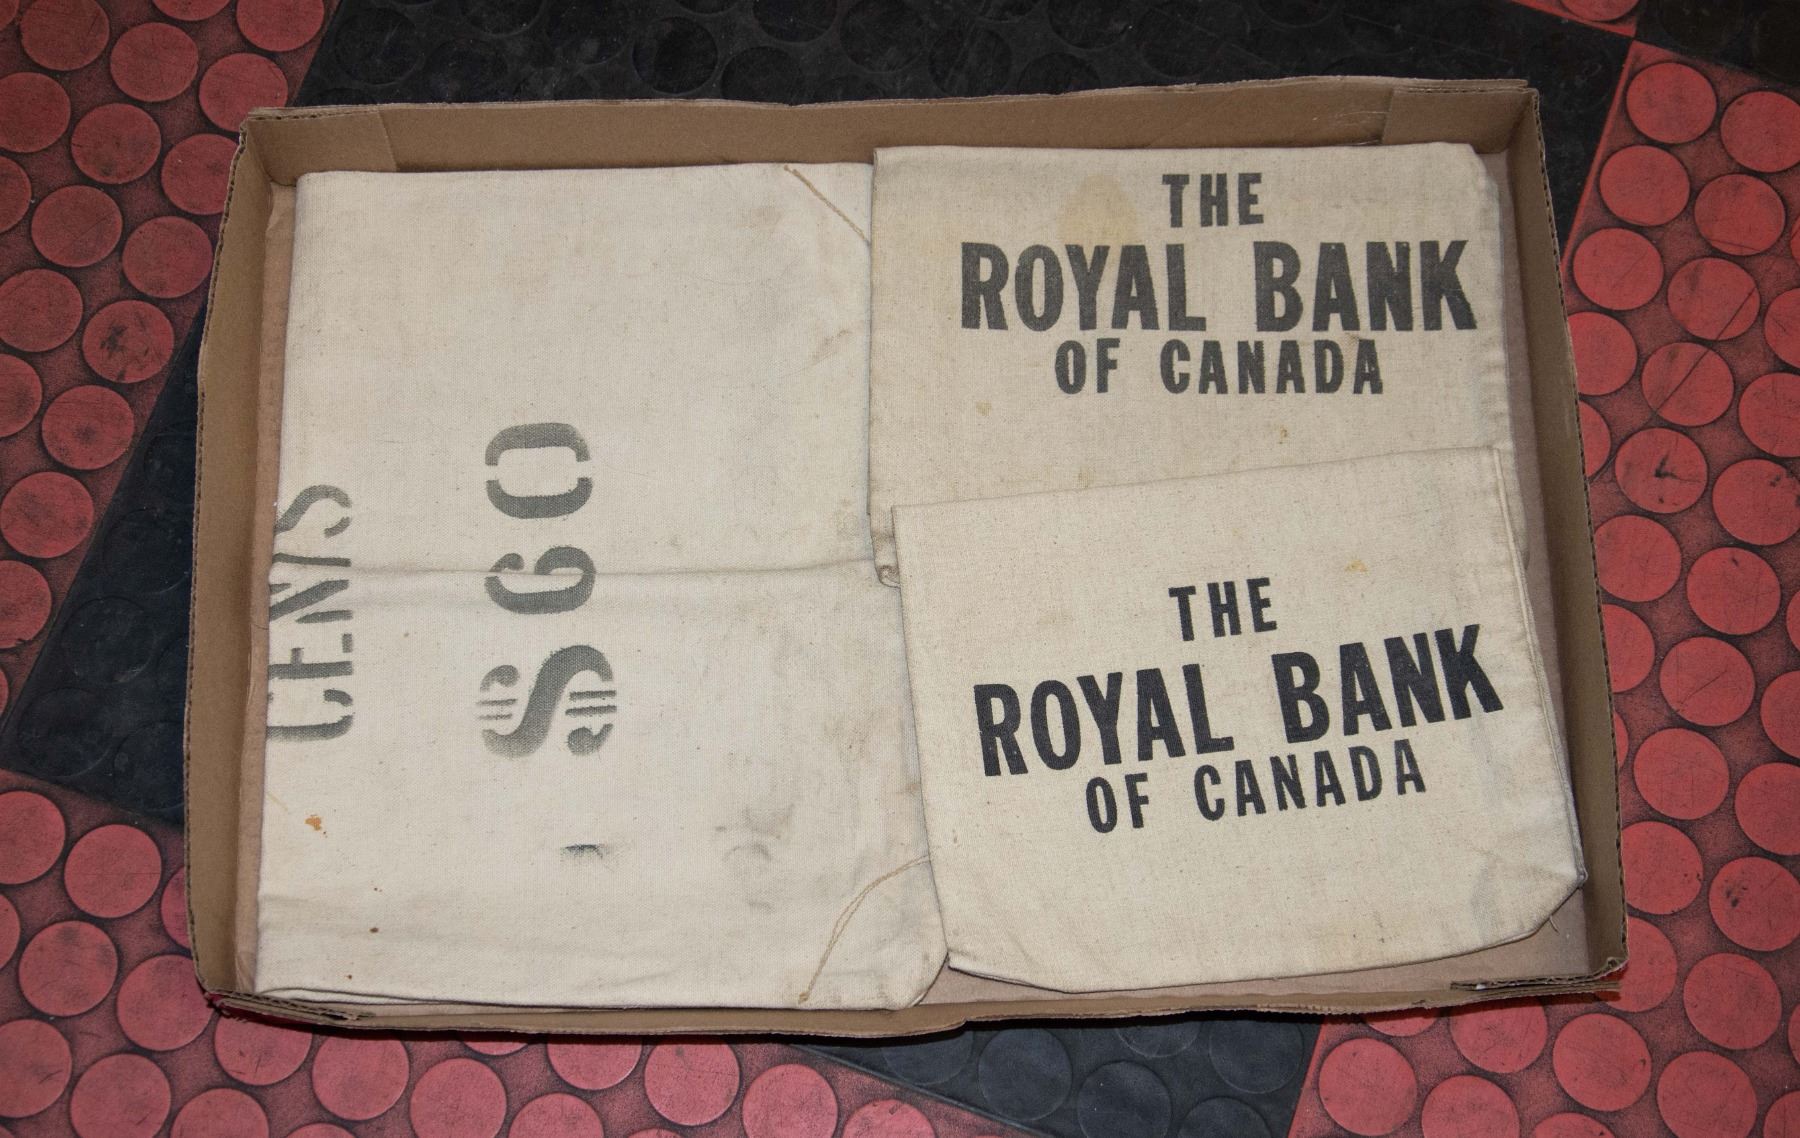 CENTS
$60
THE
ROYAL BANK
OF CANADA
THE
ROYAL BANK
OF CANADA